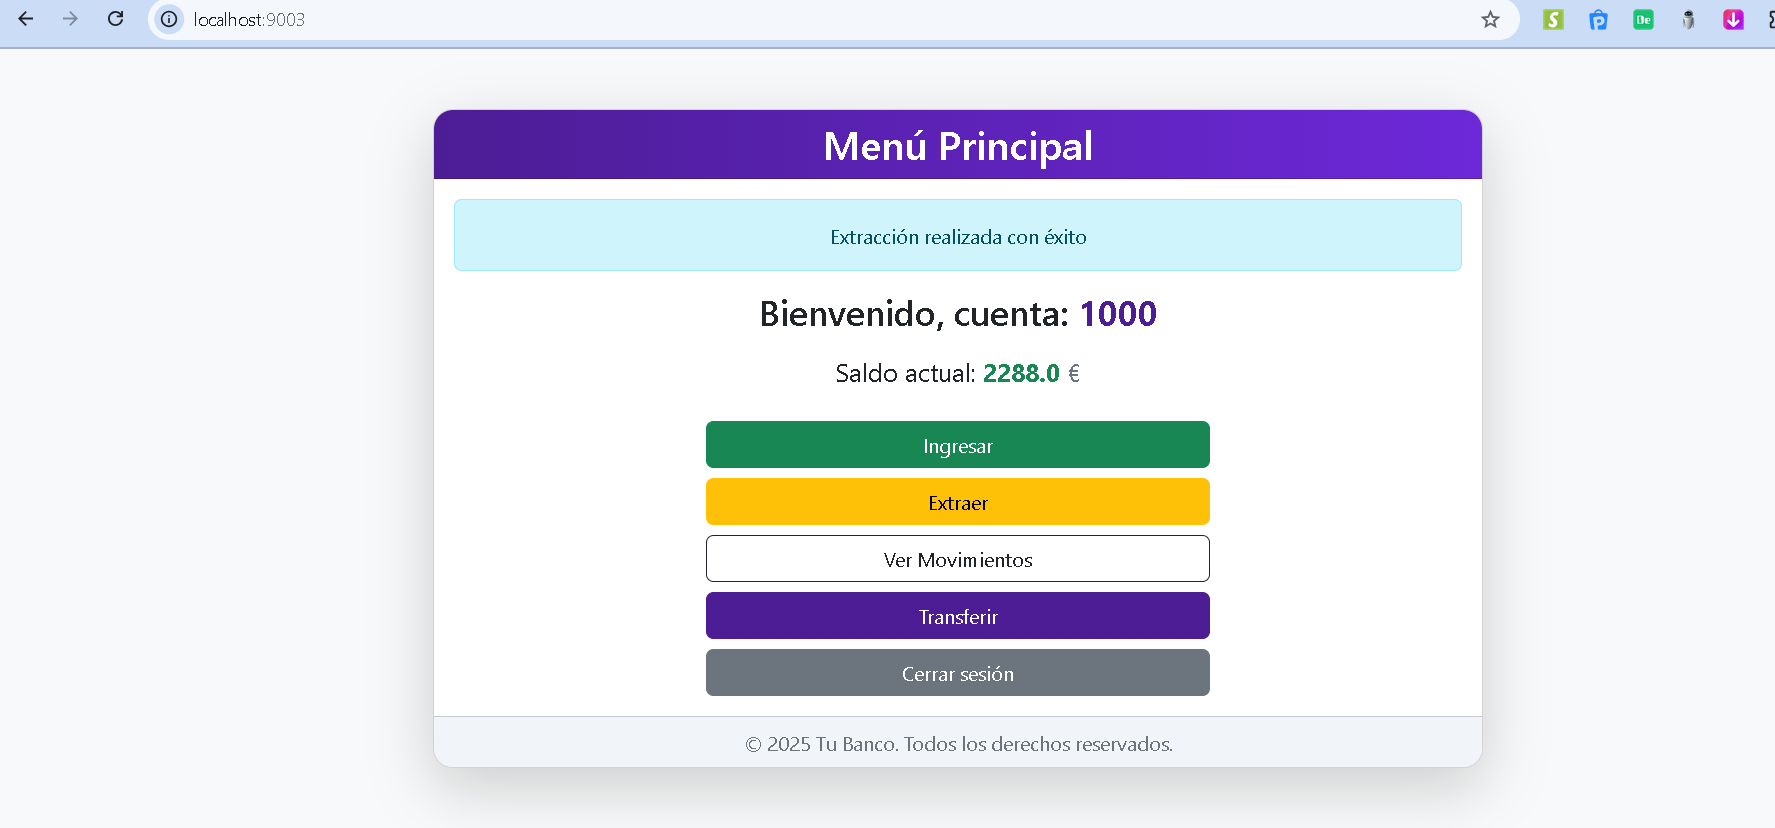 localhost:9003
S
De
Menú Principal
Extracción realizada con éxito
Bienvenido, cuenta: 1000
Saldo actual: 2288.0 €
Ingresar
Extraer
Ver Movimientos
Transferir
Cerrar sesión
© 2025 Tu Banco. Todos los derechos reservados.